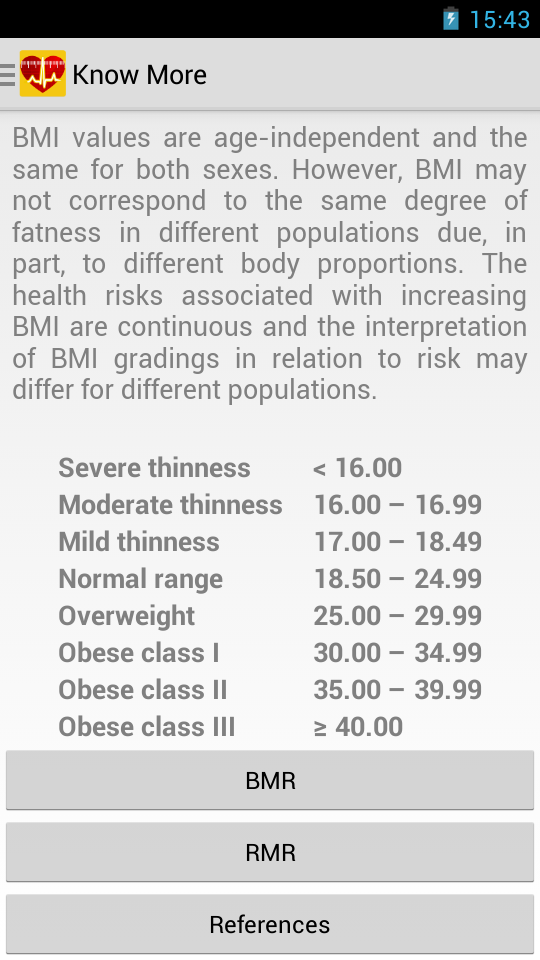 15:43
Know More
BMI values are age-independent and the
same for both sexes. However, BMI may
not correspond to the same degree of
fatness in different populations due, in
part, to different body proportions. The
health risks associated with increasing
BMI are continuous and the interpretation
of BMI gradings in relation to risk may
differ for different populations.
Severe thinness < 16.00
Moderate thinness 16.00 – 16.99
Mild thinness 17.00 – 18.49
Normal range 18.50 – 24.99
Overweight 25.00 – 29.99
Obese class I 30.00 – 34.99
Obese class II 35.00 – 39.99
Obese class III ≥ 40.00
BMR
RMR
References